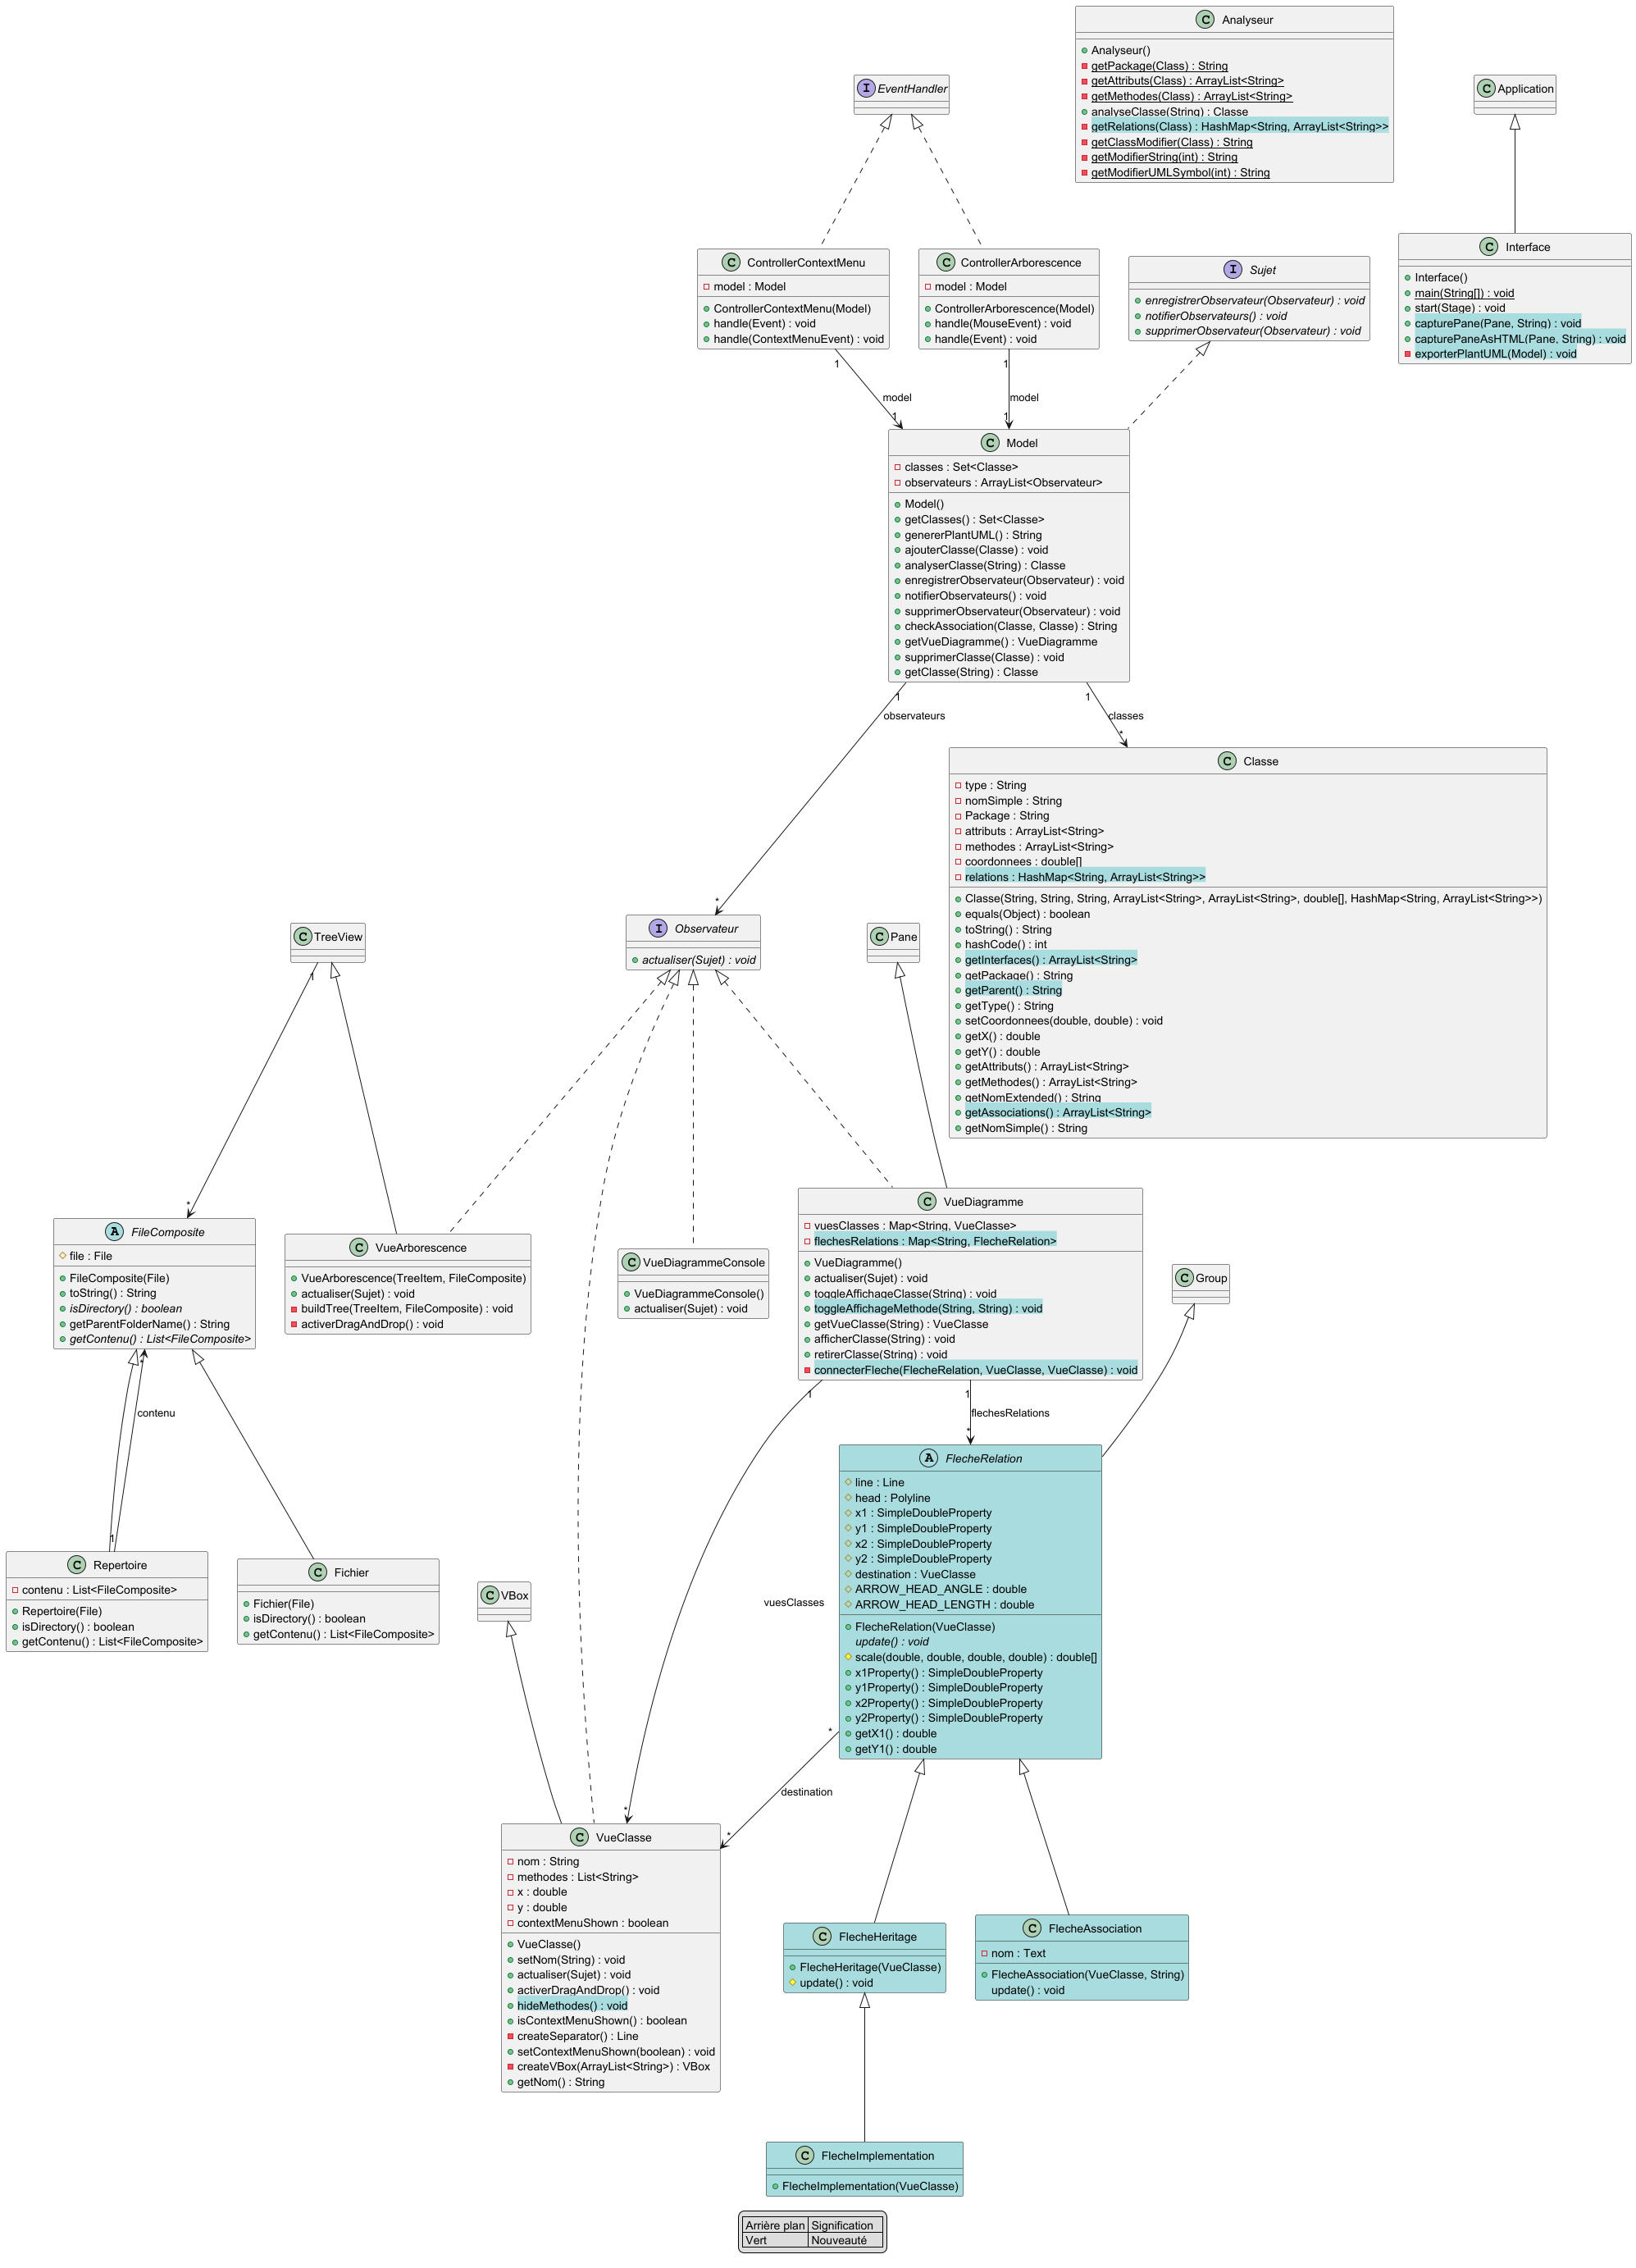 C Analyseur
Analyseur()
getPackage(Class) : String
getAttributs(Class) : ArrayList<String>
getMethodes(Class) : ArrayList<String>
analyseClasse(String) : Classe
getRelations(Class) : HashMap<String, ArrayList<String>>
getClassModifier(Class) : String
getModifierString(int) : String
getModifierUMLSymbol(int) : String
I EventHandler
C Application
C ControllerContextMenu
model : Model
ControllerContextMenu(Model)
handle(Event) : void
handle(ContextMenuEvent) : void
C ControllerArborescence
model : Model
ControllerArborescence(Model)
handle(MouseEvent) : void
handle(Event) : void
I Sujet
enregistrerObservateur(Observateur) : void
notifierObservateurs() : void
supprimerObservateur(Observateur) : void
C Interface
Interface()
main(String[]) : void
start(Stage) : void
capturePane(Pane, String) : void
capturePaneAsHTML(Pane, String) : void
exporterPlantUML(Model) : void
1
model
1
1
model
1
C Model
classes : Set<Classe>
observateurs : ArrayList<Observateur>
Model()
getClasses() : Set<Classe>
genererPlantUML() : String
ajouterClasse(Classe) : void
analyserClasse(String) : Classe
enregistrerObservateur(Observateur) : void
notifierObservateurs() : void
supprimerObservateur(Observateur) : void
checkAssociation(Classe, Classe) : String
getVueDiagramme() : VueDiagramme
supprimerClasse(Classe) : void
getClasse(String) : Classe
1
observateurs
*
1
classes
*
C Classe
type : String
nomSimple : String
Package : String
attributs : ArrayList<String>
methodes : ArrayList<String>
coordonnees : double[]
relations : HashMap<String, ArrayList<String>>
Classe(String, String, String, ArrayList<String>, ArrayList<String>, double[], HashMap<String, ArrayList<String>>)
equals(Object) : boolean
toString() : String
hashCode() : int
getInterfaces() : ArrayList<String>
getPackage() : String
getParent() : String
getType() : String
setCoordonnees(double, double) : void
getX() : double
getY() : double
getAttributs() : ArrayList<String>
getMethodes() : ArrayList<String>
getNomExtended() : String
getAssociations() : ArrayList<String>
getNomSimple() : String
C TreeView
I Observateur
actualiser(Sujet) : void
C Pane
1
*
A FileComposite
file : File
FileComposite(File)
toString() : String
isDirectory() : boolean
getParentFolderName() : String
getContenu() : List<FileComposite>
C VueArborescence
VueArborescence(TreeItem, FileComposite)
actualiser(Sujet) : void
buildTree(TreeItem, FileComposite) : void
activerDragAndDrop() : void
C VueDiagrammeConsole
VueDiagrammeConsole()
actualiser(Sujet) : void
C VueDiagramme
vuesClasses : Map<String, VueClasse>
flechesRelations : Map<String, FlecheRelation>
VueDiagramme()
actualiser(Sujet) : void
toggleAffichageClasse(String) : void
toggleAffichageMethode(String, String) : void
getVueClasse(String) : VueClasse
afficherClasse(String) : void
retirerClasse(String) : void
connecterFleche(FlecheRelation, VueClasse, VueClasse) : void
C Group
*
contenu
1
1
vuesClasses
*
1
flechesRelations
*
A FlecheRelation
line : Line
head : Polyline
x1 : SimpleDoubleProperty
y1 : SimpleDoubleProperty
x2 : SimpleDoubleProperty
y2 : SimpleDoubleProperty
destination : VueClasse
ARROW_HEAD_ANGLE : double
ARROW_HEAD_LENGTH : double
FlecheRelation(VueClasse)
update() : void
scale(double, double, double, double) : double[]
x1Property() : SimpleDoubleProperty
y1Property() : SimpleDoubleProperty
x2Property() : SimpleDoubleProperty
y2Property() : SimpleDoubleProperty
getX1() : double
getY1() : double
C Repertoire
contenu : List<FileComposite>
Repertoire(File)
isDirectory() : boolean
getContenu() : List<FileComposite>
C Fichier
Fichier(File)
isDirectory() : boolean
getContenu() : List<FileComposite>
C VBox
*
destination
*
C VueClasse
nom : String
methodes : List<String>
x : double
y : double
contextMenuShown : boolean
VueClasse()
setNom(String) : void
actualiser(Sujet) : void
activerDragAndDrop() : void
hideMethodes() : void
isContextMenuShown() : boolean
createSeparator() : Line
setContextMenuShown(boolean) : void
createVBox(ArrayList<String>) : VBox
getNom() : String
C FlecheHeritage
FlecheHeritage(VueClasse)
update() : void
C FlecheAssociation
nom : Text
FlecheAssociation(VueClasse, String)
update() : void
C FlecheImplementation
FlecheImplementation(VueClasse)
Arrière plan Signification
Vert Nouveauté